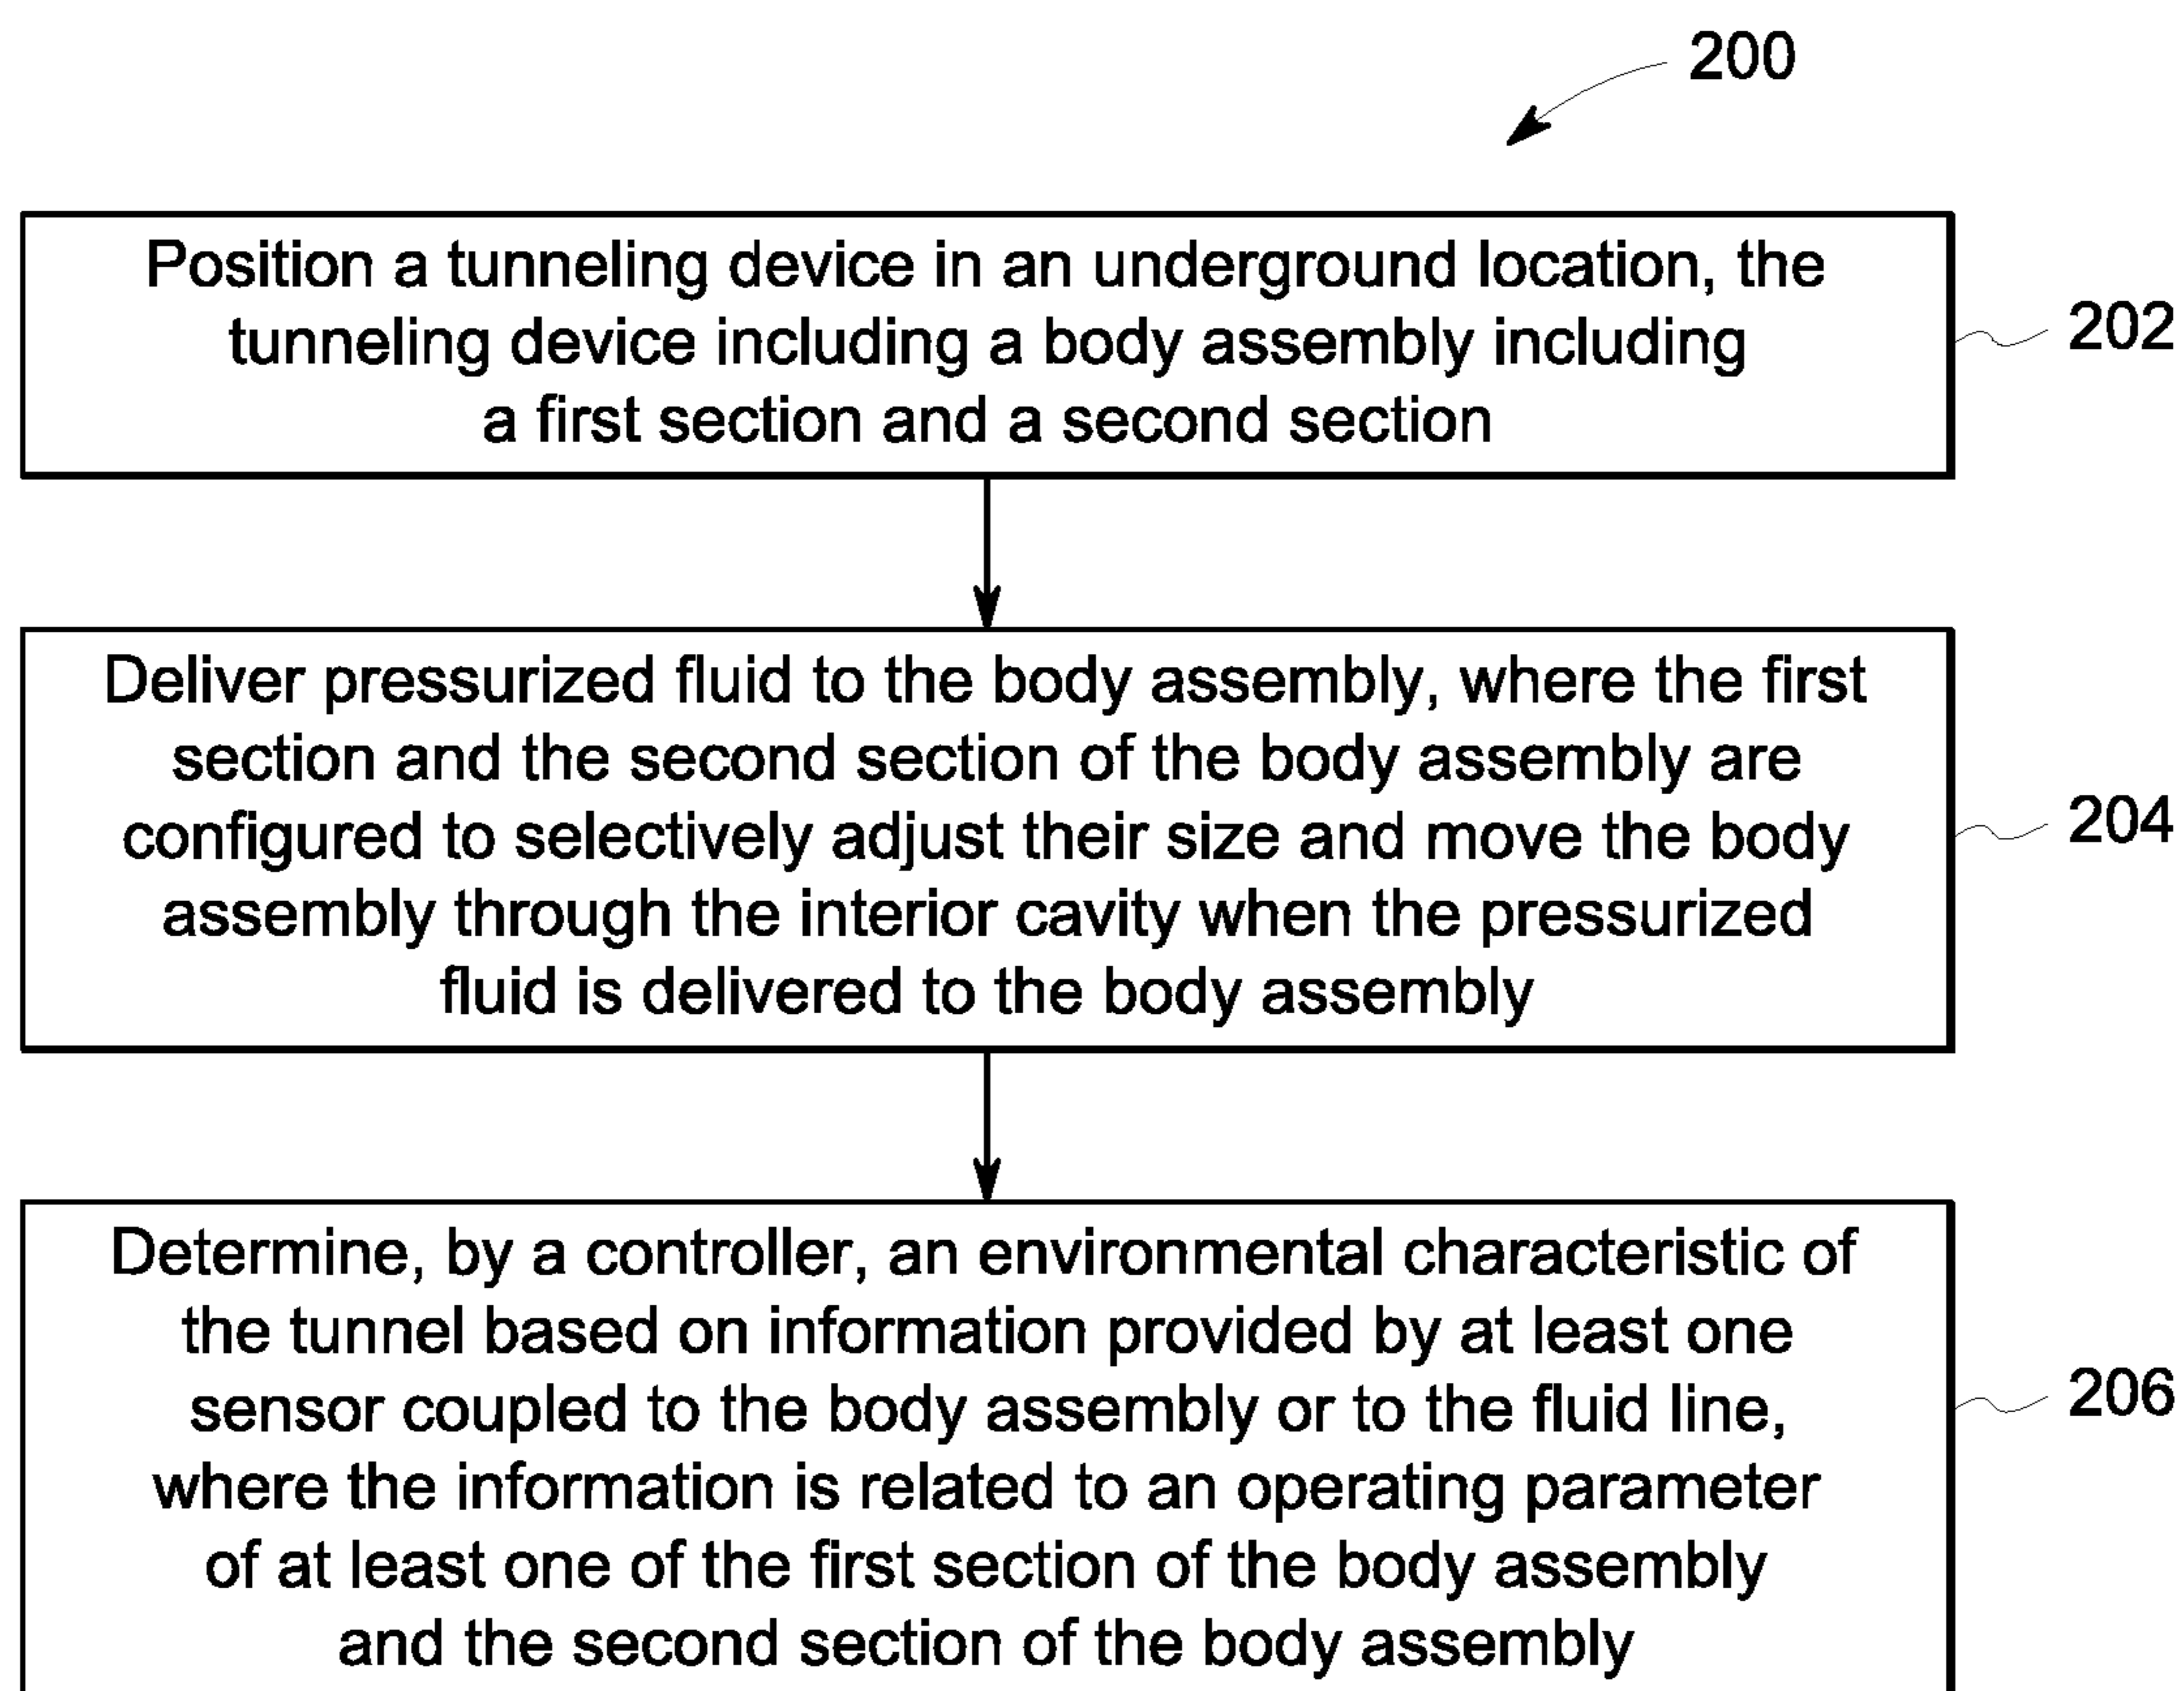 200
Position a tunneling device in an underground location, the
tunneling device including a body assembly including
a first section and a second section
202
Deliver pressurized fluid to the body assembly, where the first
section and the second section of the body assembly are
configured to selectively adjust their size and move the body
assembly through the interior cavity when the pressurized
fluid is delivered to the body assembly
204
Determine, by a controller, an environmental characteristic of
the tunnel based on information provided by at least one
sensor coupled to the body assembly or to the fluid line,
where the information is related to an operating parameter
of at least one of the first section of the body assembly
and the second section of the body assembly
206